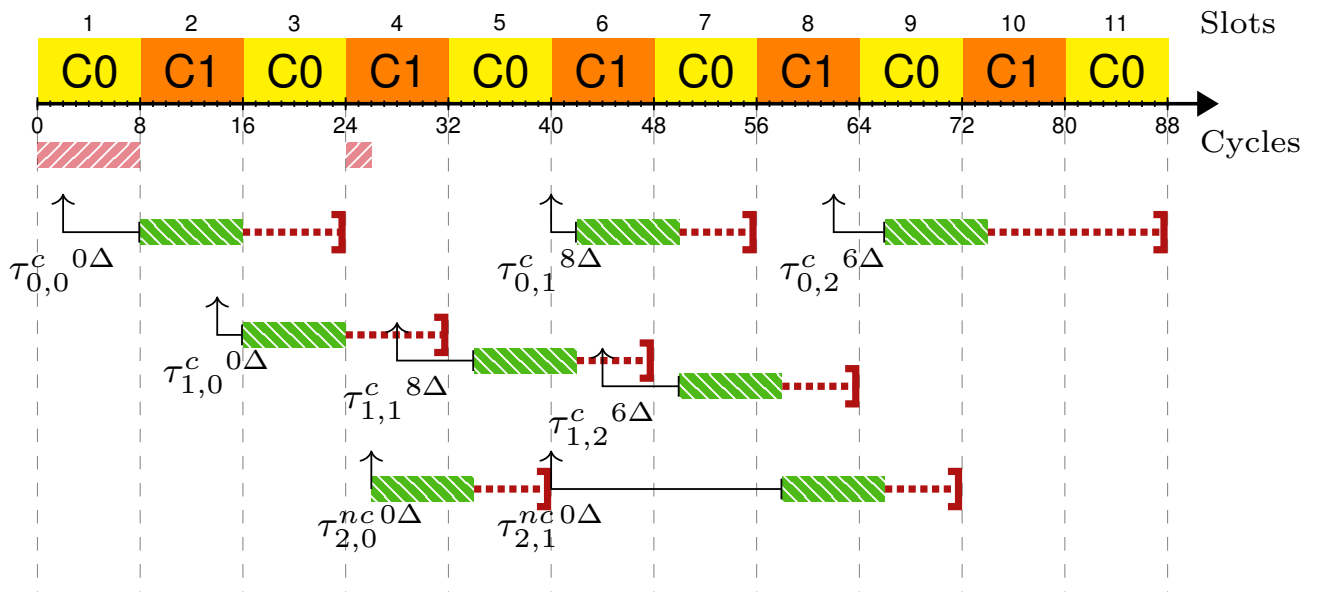 1 2 3 4 5 6 7 8 9 10 11 Slots
C0 C1 C0 C1 C0 C1 C0 C1 C0 C1 C0
0 8 16 24 32 40 48 56 64 72 80 88
Cycles
τ^c_{0,0} 0Δ τ^c_{0,1} 8Δ τ^c_{0,2} 6Δ
τ^c_{1,0} 0Δ
τ^c_{1,1} 8Δ
τ^c_{1,2} 6Δ
τ^{nc}_{2,0} 0Δ τ^{nc}_{2,1} 0Δ